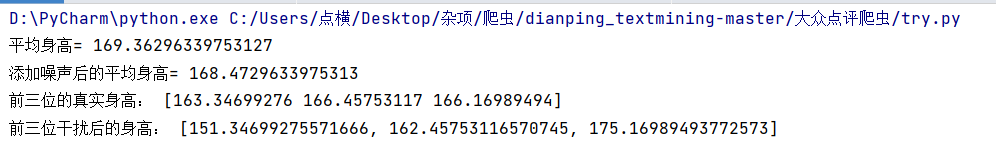 D:\PyCharm\python.exe C:/Users/点横/Desktop/杂项/爬虫/dianping_textmining-master/大众点评爬虫/try.py
平均身高= 169.36296339753127
添加噪声后的平均身高= 168.4729633975313
前三位的真实身高： [163.34699276 166.45753117 166.16989494]
前三位干扰后的身高： [151.34699275571666, 162.45753116570745, 175.16989493772573]